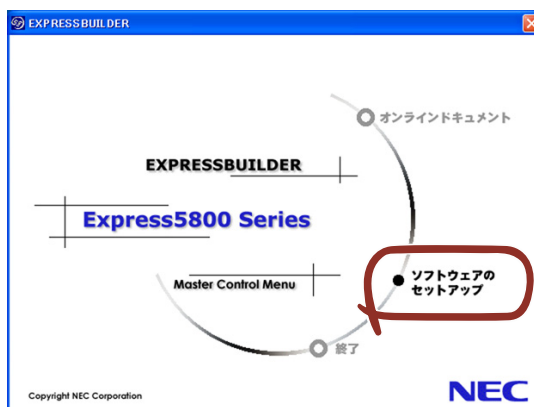 EXPRESSBUILDER
オンラインドキュメント
EXPRESSBUILDER
Express5800 Series
ソフトウェアの
セットアップ
Master Control Menu
終了
Copyright NEC Corporation
NEC